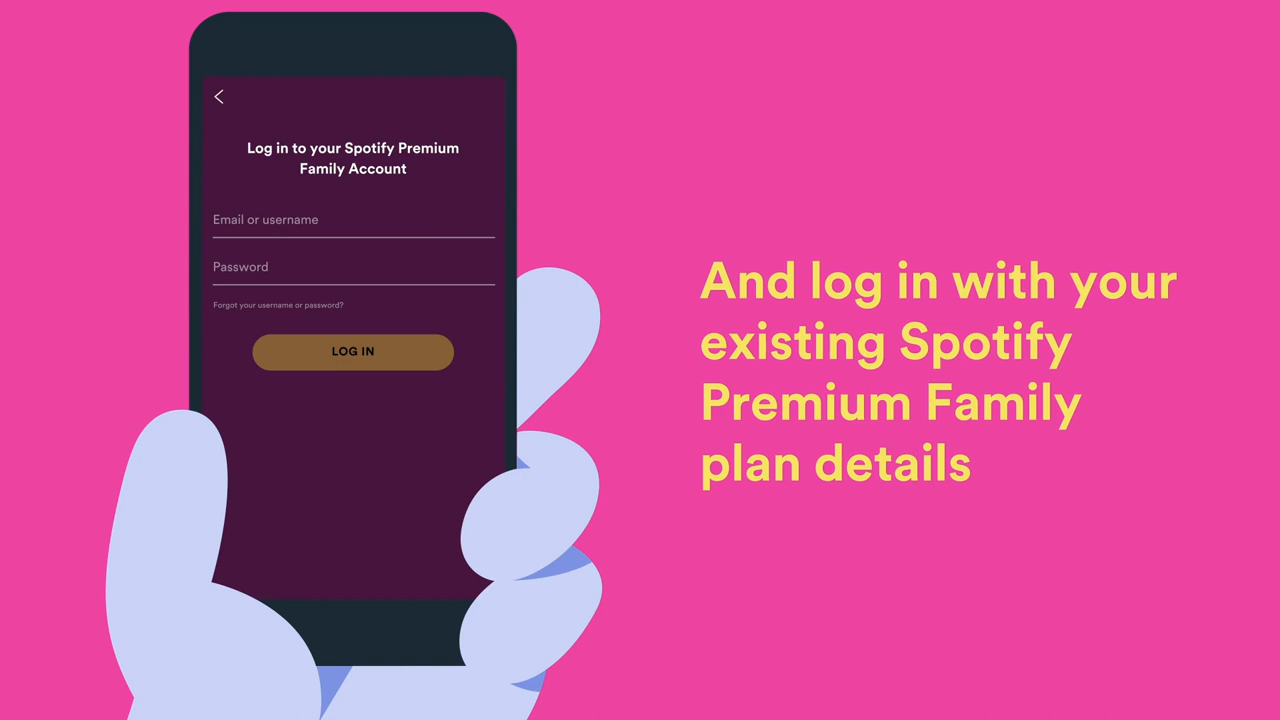 Log in to your Spotify Premium
Family Account
Email or username
Password
Forgot your username or password?
LOG IN
And log in with your
existing Spotify
Premium Family
plan details